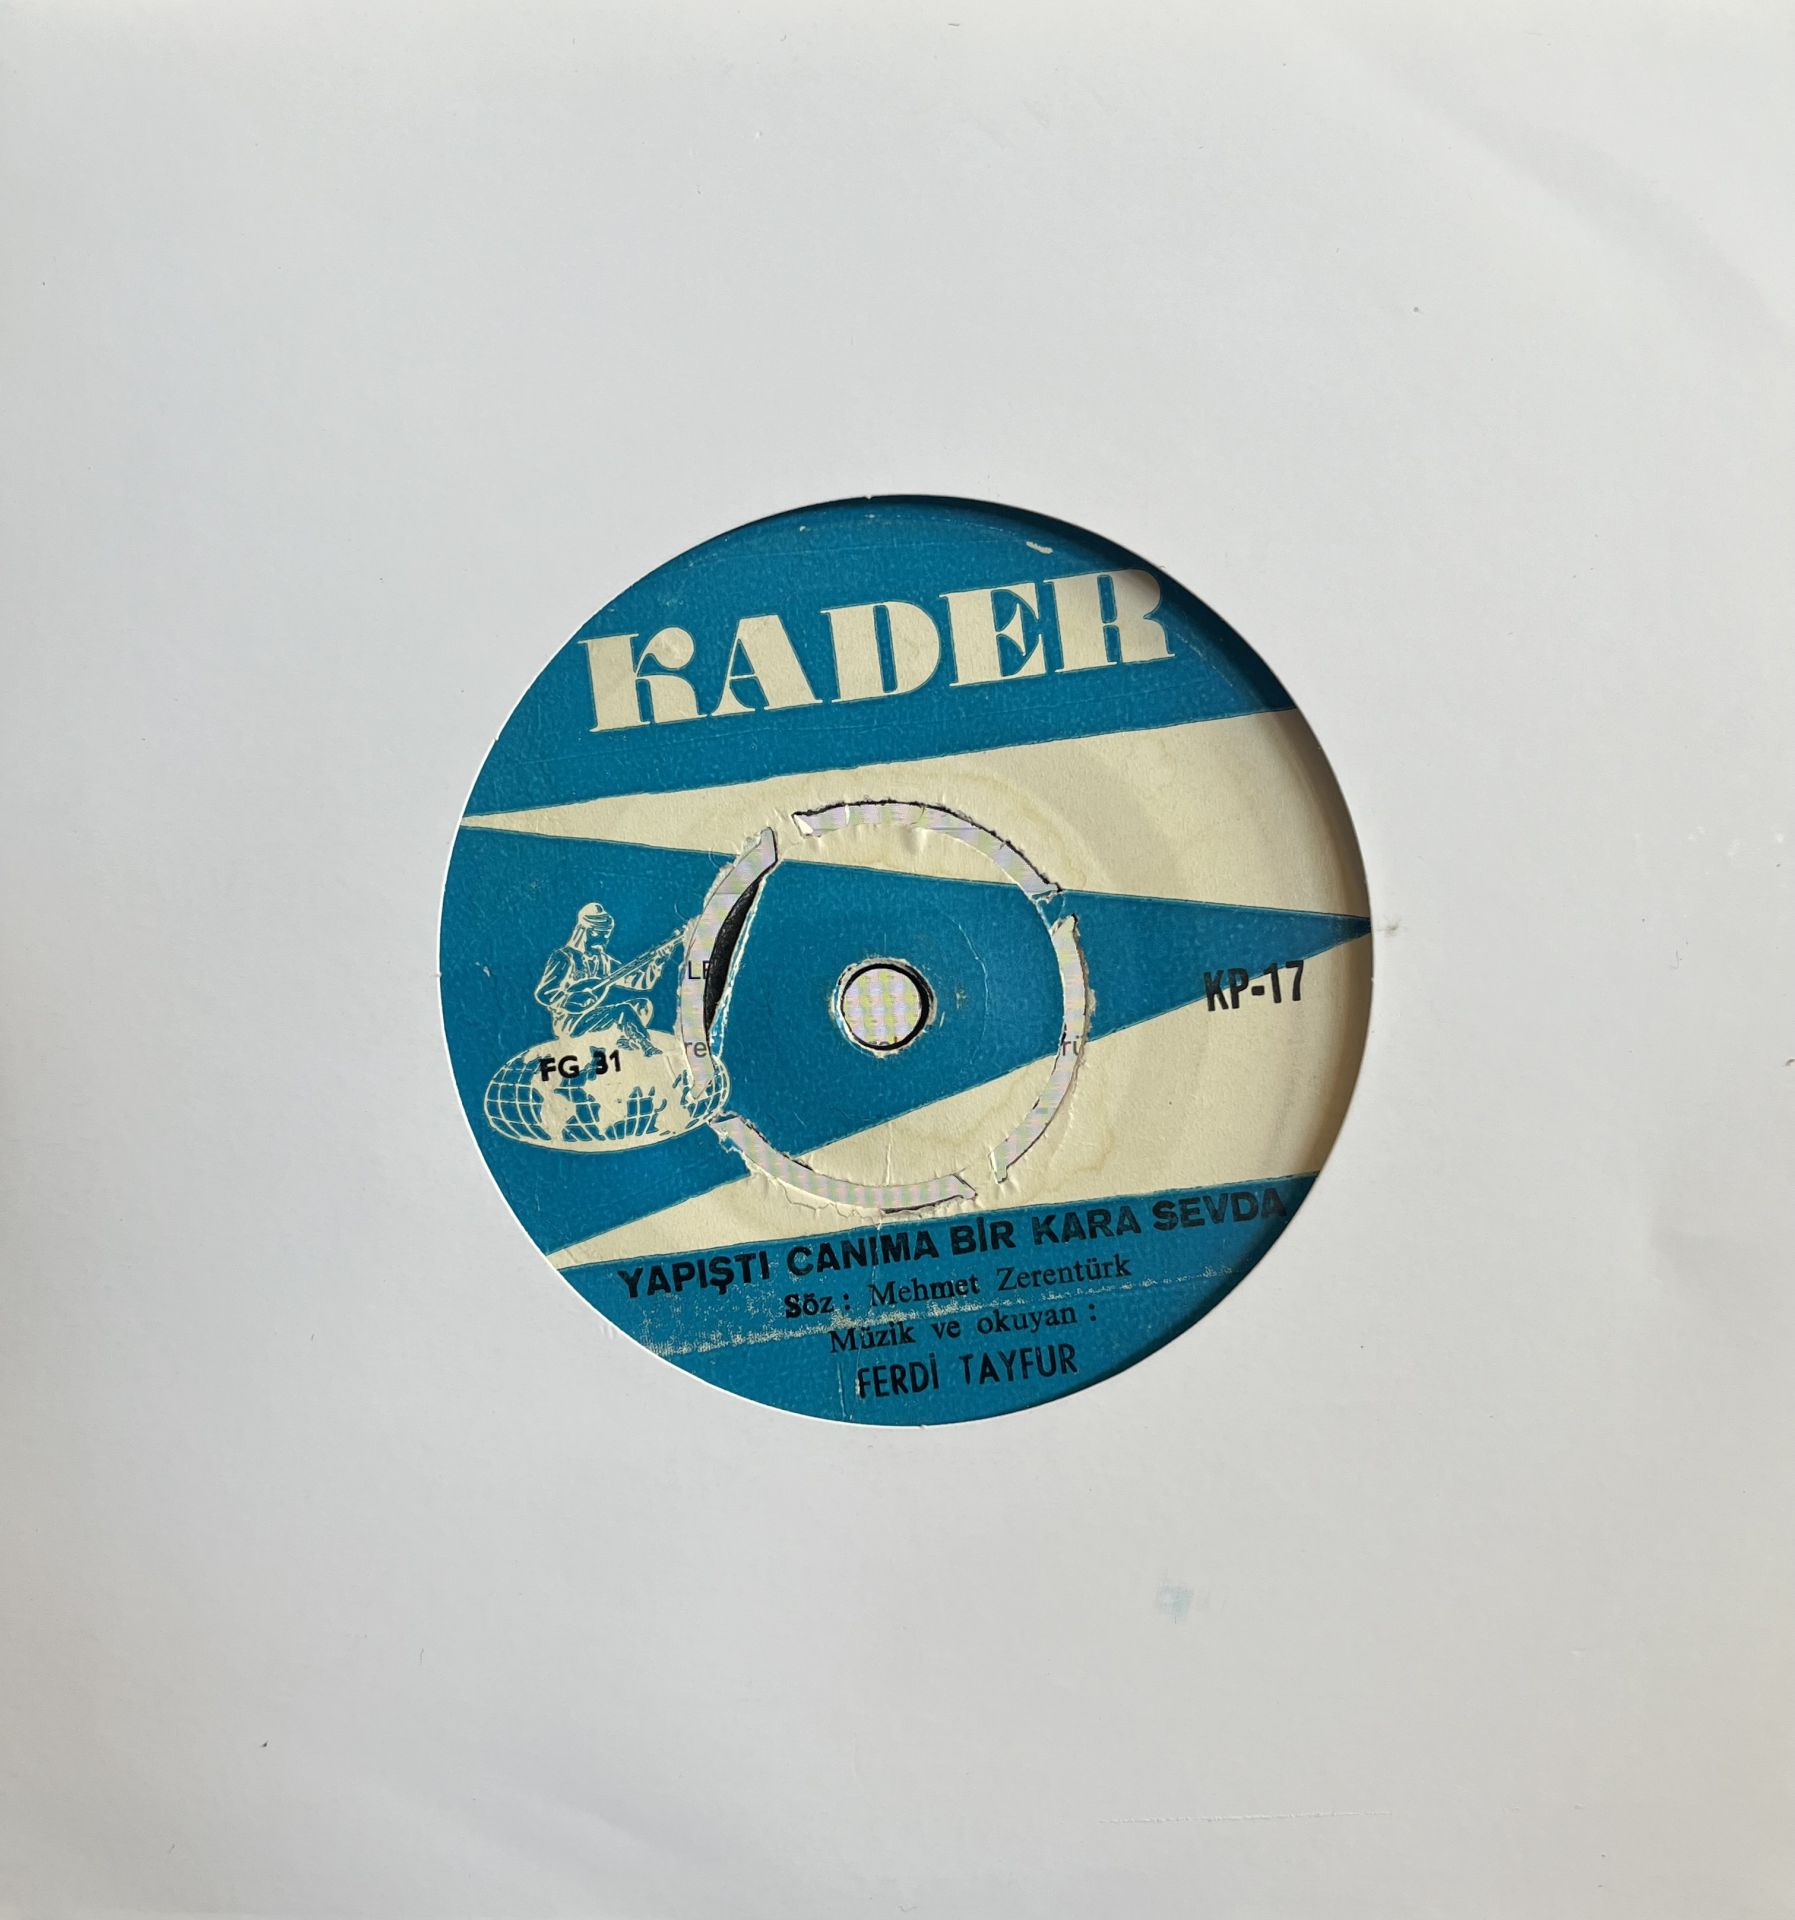 KADER
KP-17
FG 31
YAPIŞTI CANIMA BİR KARA SEVDA
Söz : Mehmet Zerentürk
Müzik ve okuyan :
FERDİ TAYFUR